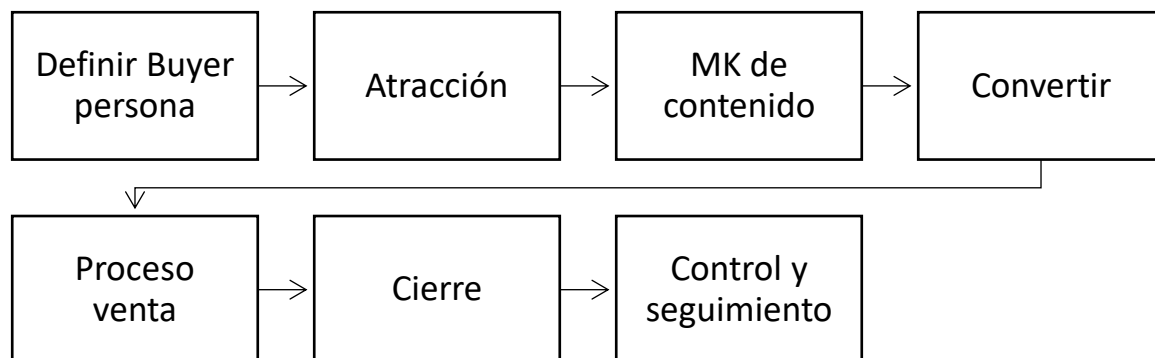 Definir Buyer
persona
Atracción
MK de
contenido
Convertir
Proceso
venta
Cierre
Control y
seguimiento